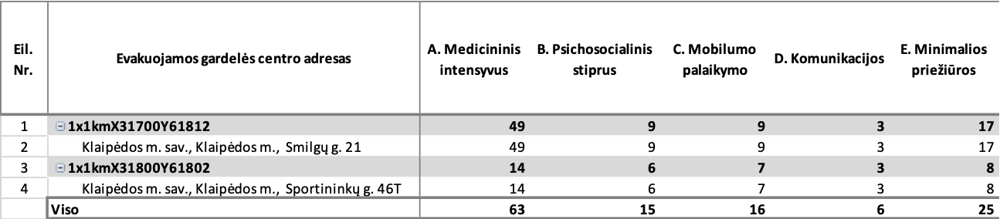 Eil. Nr. Evakuojamos gardelės centro adresas A. Medicininis intensyvus B. Psichosocialinis stiprus C. Mobilumo palaikymo D. Komunikacijos E. Minimalios priežiūros
1 1x1kmX31700Y61812 49 9 9 3 17
2 Klaipėdos m. sav., Klaipėdos m., Smilgų g. 21 49 9 9 3 17
3 1x1kmX31800Y61802 14 6 7 3 8
4 Klaipėdos m. sav., Klaipėdos m., Sportininkų g. 46T 14 6 7 3 8
Viso 63 15 16 6 25